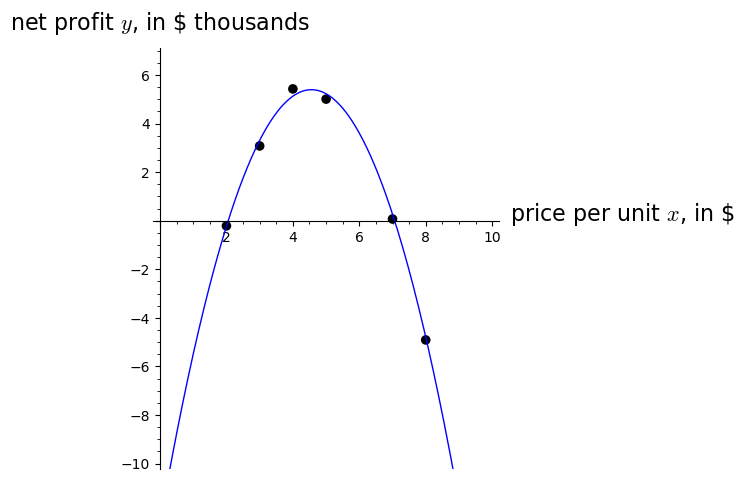 net profit y, in $ thousands
6
4
2
price per unit x, in $
2 4 6 8 10
−2
−4
−6
−8
−10